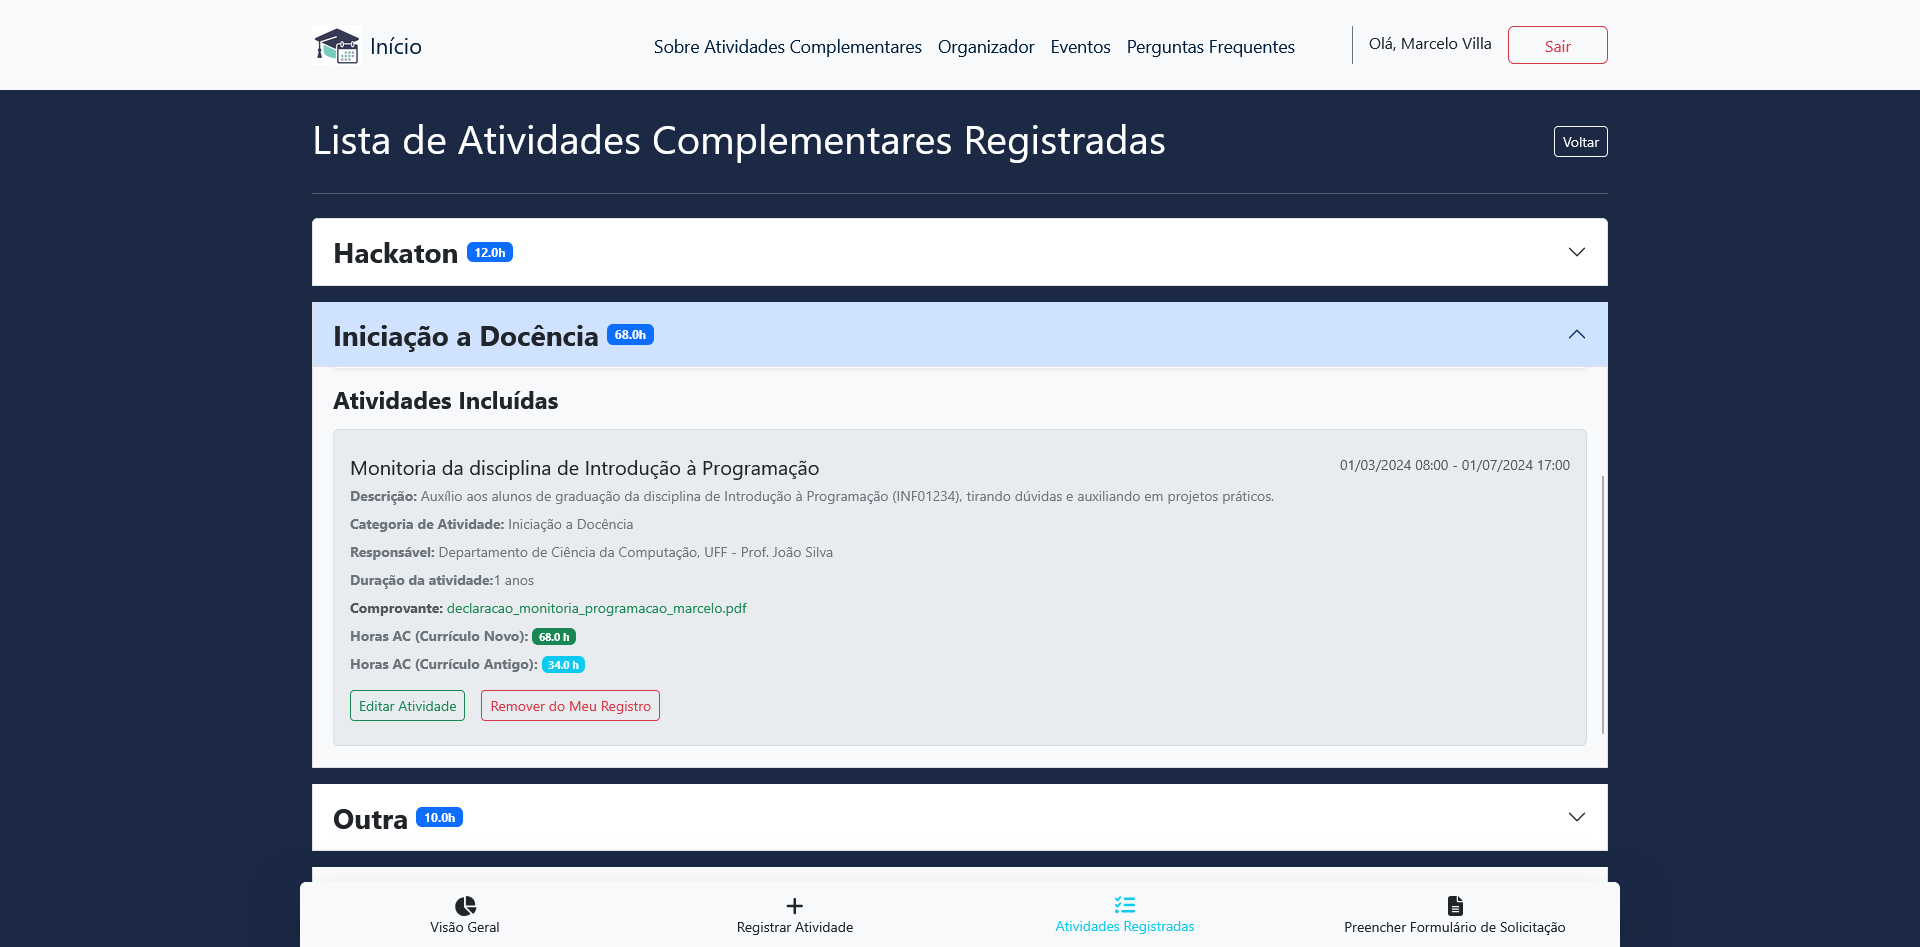 Início
Sobre Atividades Complementares Organizador Eventos Perguntas Frequentes
Olá, Marcelo Villa
Sair
Lista de Atividades Complementares Registradas
Voltar
Hackaton 12.0h
Iniciação a Docência 68.0h
Atividades Incluídas
Monitoria da disciplina de Introdução à Programação 01/03/2024 08:00 - 01/07/2024 17:00
Descrição: Auxílio aos alunos de graduação da disciplina de Introdução à Programação (INF01234), tirando dúvidas e auxiliando em projetos práticos.
Categoria de Atividade: Iniciação a Docência
Responsável: Departamento de Ciência da Computação, UFF - Prof. João Silva
Duração da atividade:1 anos
Comprovante: declaracao_monitoria_programacao_marcelo.pdf
Horas AC (Currículo Novo): 68.0 h
Horas AC (Currículo Antigo): 34.0 h
Editar Atividade Remover do Meu Registro
Outra 10.0h
Visão Geral Registrar Atividade Atividades Registradas Preencher Formulário de Solicitação